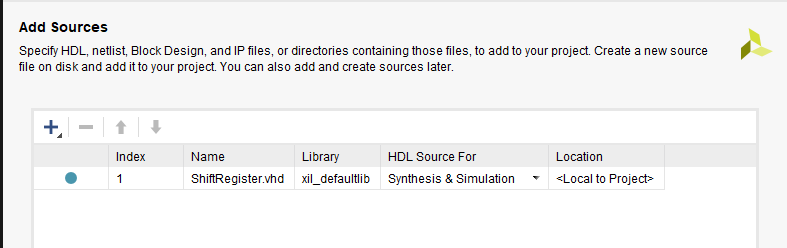 Add Sources
Specify HDL, netlist, Block Design, and IP files, or directories containing those files, to add to your project. Create a new source
file on disk and add it to your project. You can also add and create sources later.
Index Name Library HDL Source For Location
1 ShiftRegister.vhd xil_defaultlib Synthesis & Simulation <Local to Project>